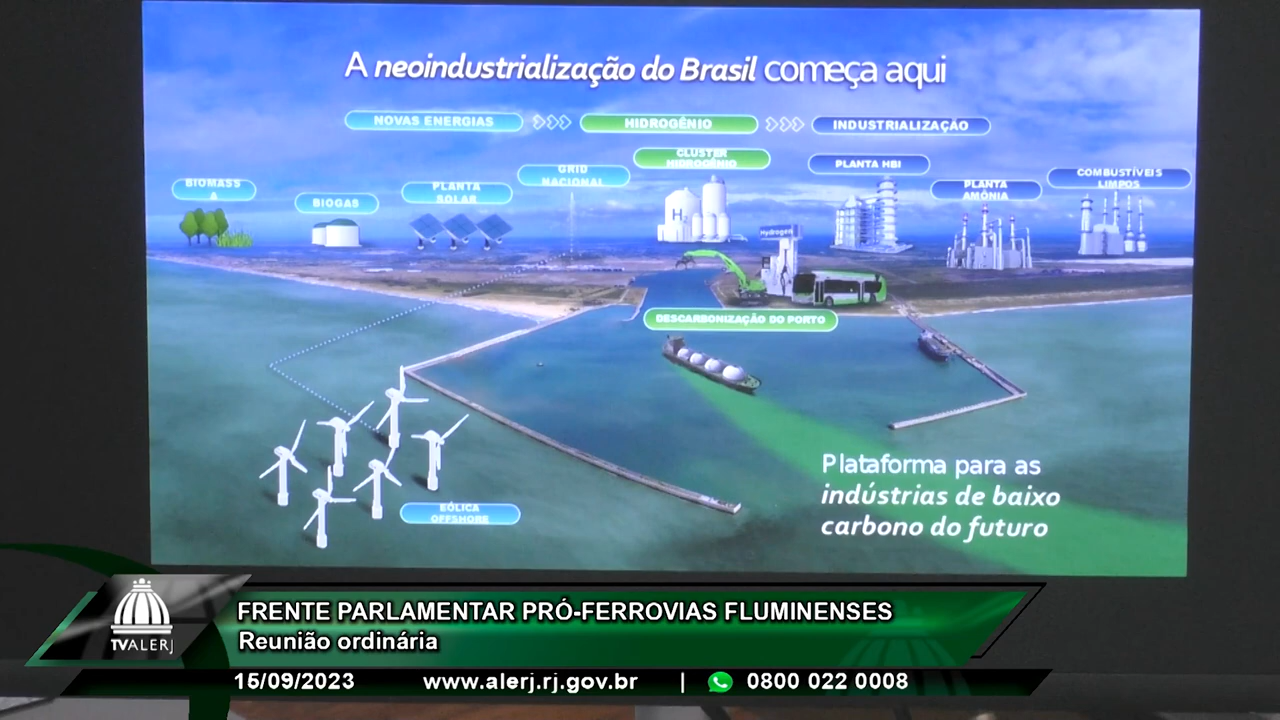 A neoindustrialização do Brasil começa aqui
NOVAS ENERGIAS
HIDROGÊNIO
INDUSTRIALIZAÇÃO
BIOMASS
A
BIOGAS
PLANTA
SOLAR
GRID
NACIONAL
CLUSTER
HIDROGÊNIO
PLANTA HBI
PLANTA
AMÔNIA
COMBUSTÍVEIS
LIMPOS
H2
Hydrogen
DESCARBONIZAÇÃO DO PORTO
EÓLICA
OFFSHORE
Plataforma para as
indústrias de baixo
carbono do futuro
TVALERJ
FRENTE PARLAMENTAR PRÓ-FERROVIAS FLUMINENSES
Reunião ordinária
15/09/2023 www.alerj.rj.gov.br | 0800 022 0008